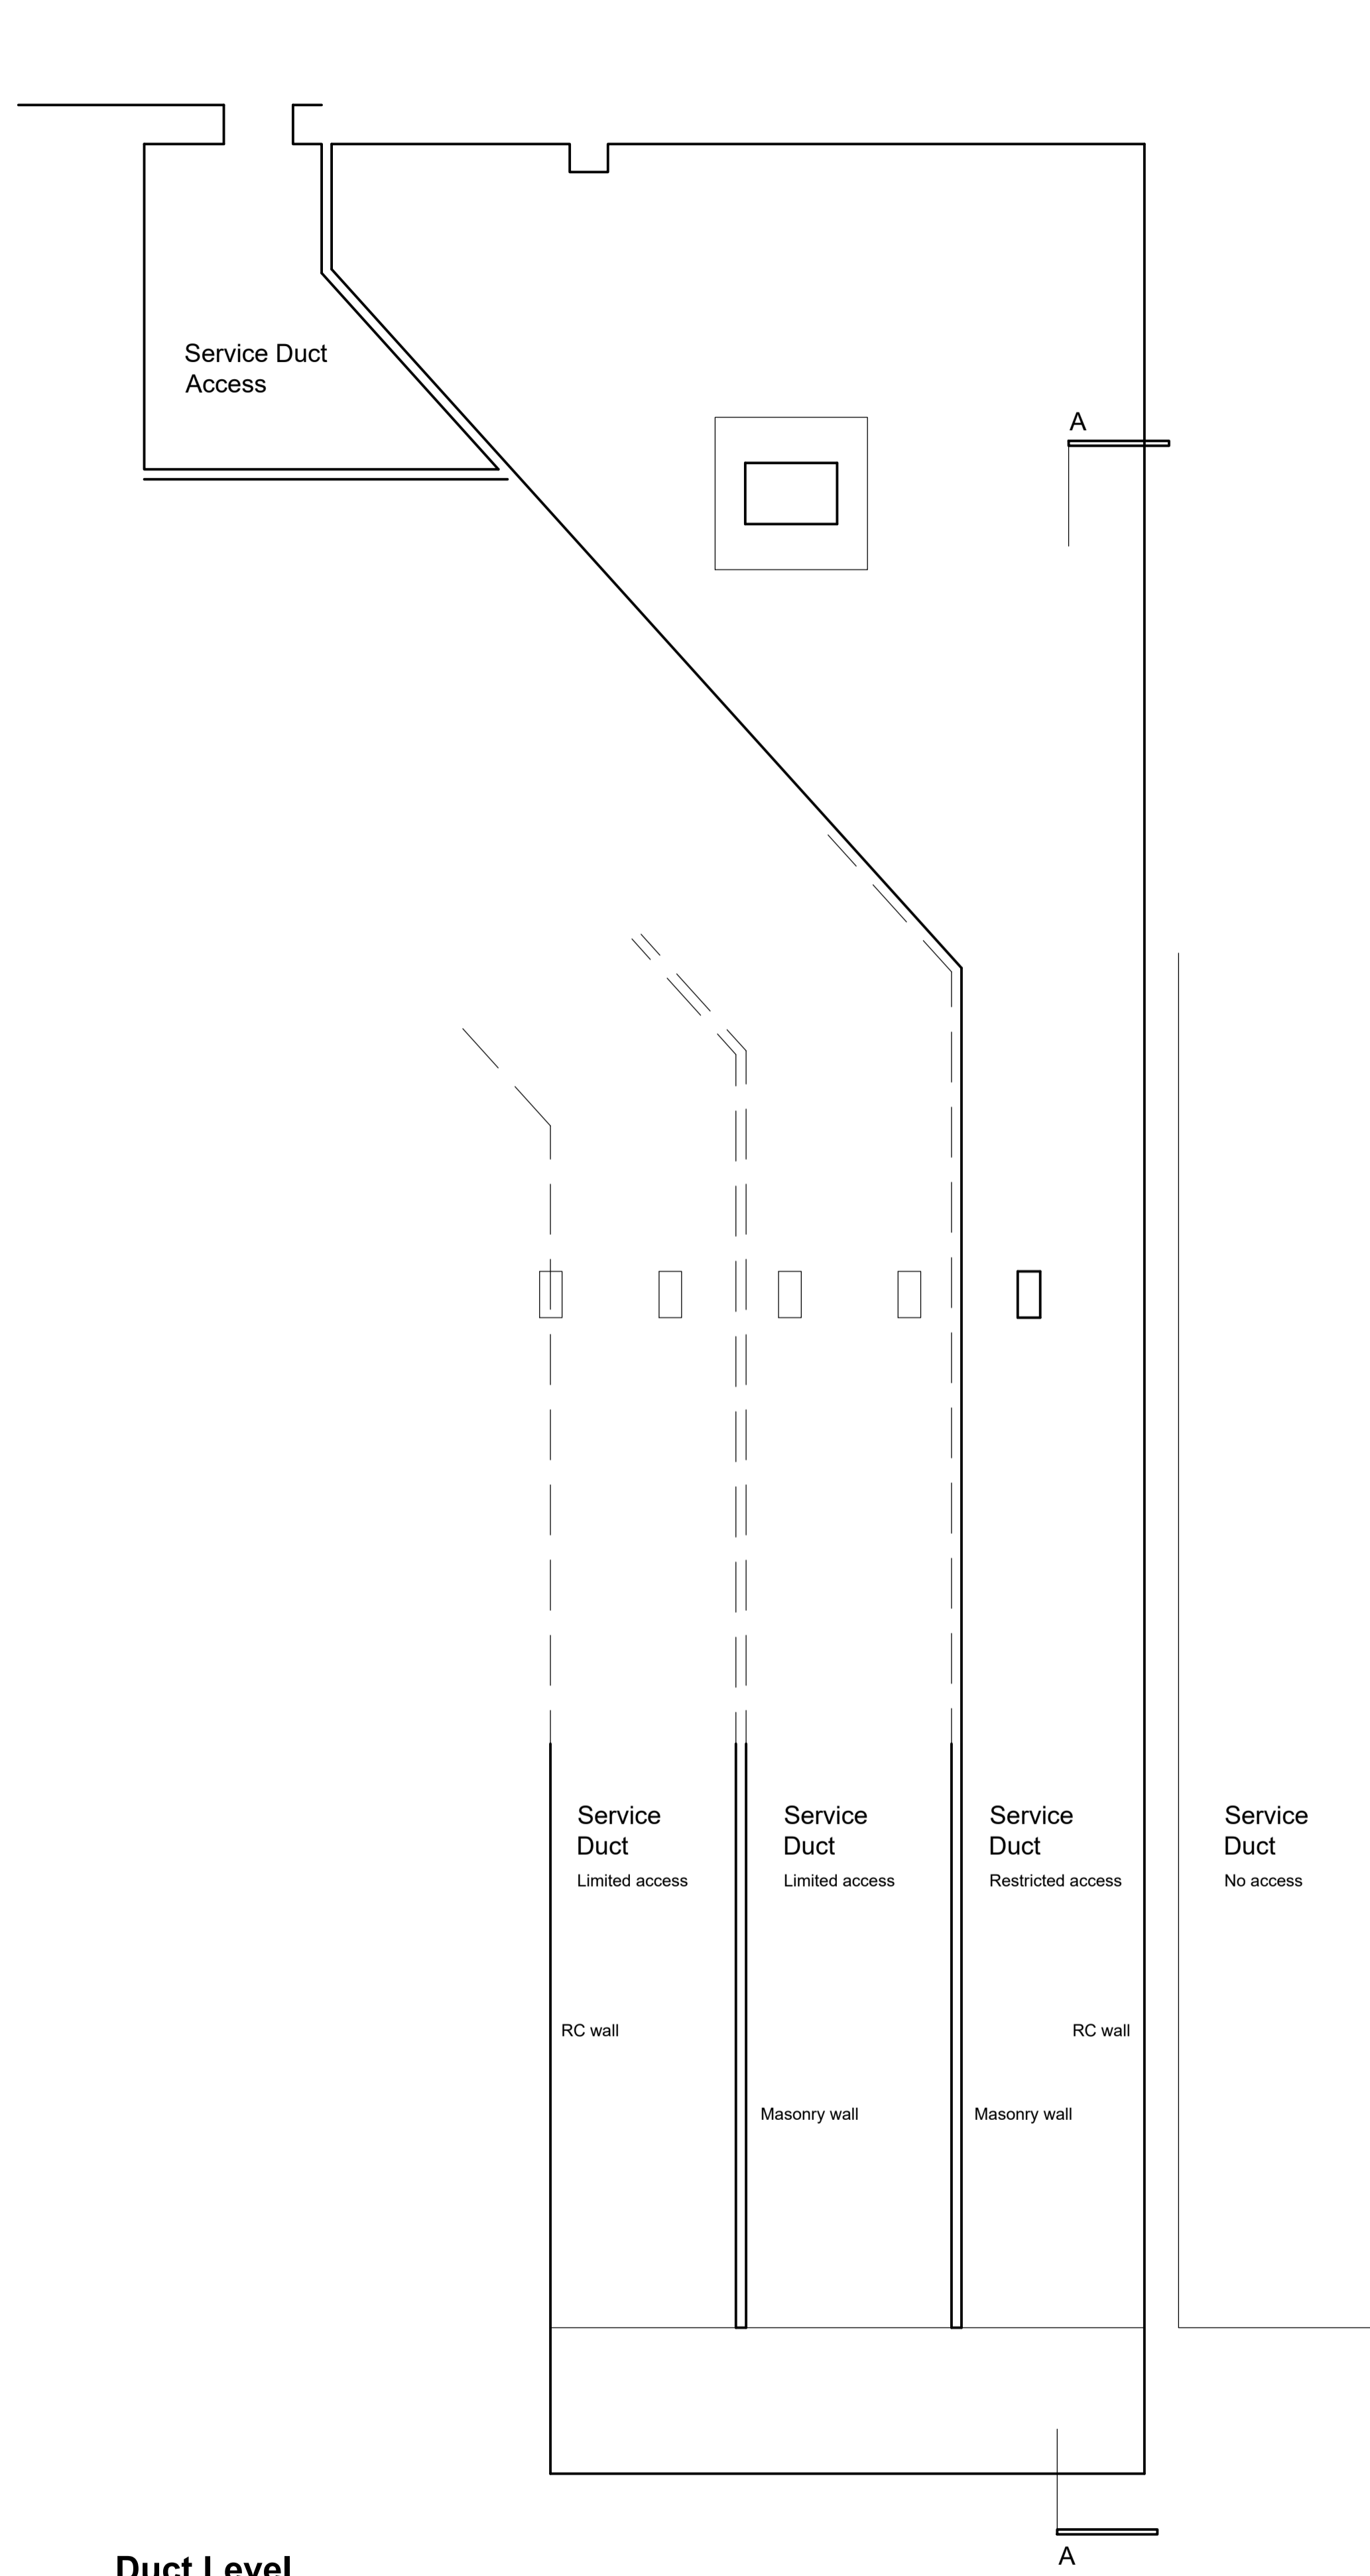 Service Duct
Access
A
Service
Duct
Limited access
Service
Duct
Limited access
Service
Duct
Restricted access
Service
Duct
No access
RC wall
RC wall
Masonry wall
Masonry wall
A
Duct Level